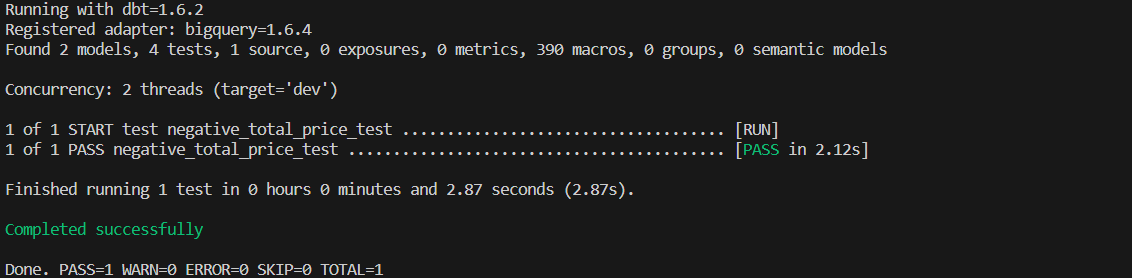 Running with dbt=1.6.2
Registered adapter: bigquery=1.6.4
Found 2 models, 4 tests, 1 source, 0 exposures, 0 metrics, 390 macros, 0 groups, 0 semantic models
Concurrency: 2 threads (target='dev')
1 of 1 START test negative_total_price_test .................................... [RUN]
1 of 1 PASS negative_total_price_test .......................................... [PASS in 2.12s]
Finished running 1 test in 0 hours 0 minutes and 2.87 seconds (2.87s).
Completed successfully
Done. PASS=1 WARN=0 ERROR=0 SKIP=0 TOTAL=1